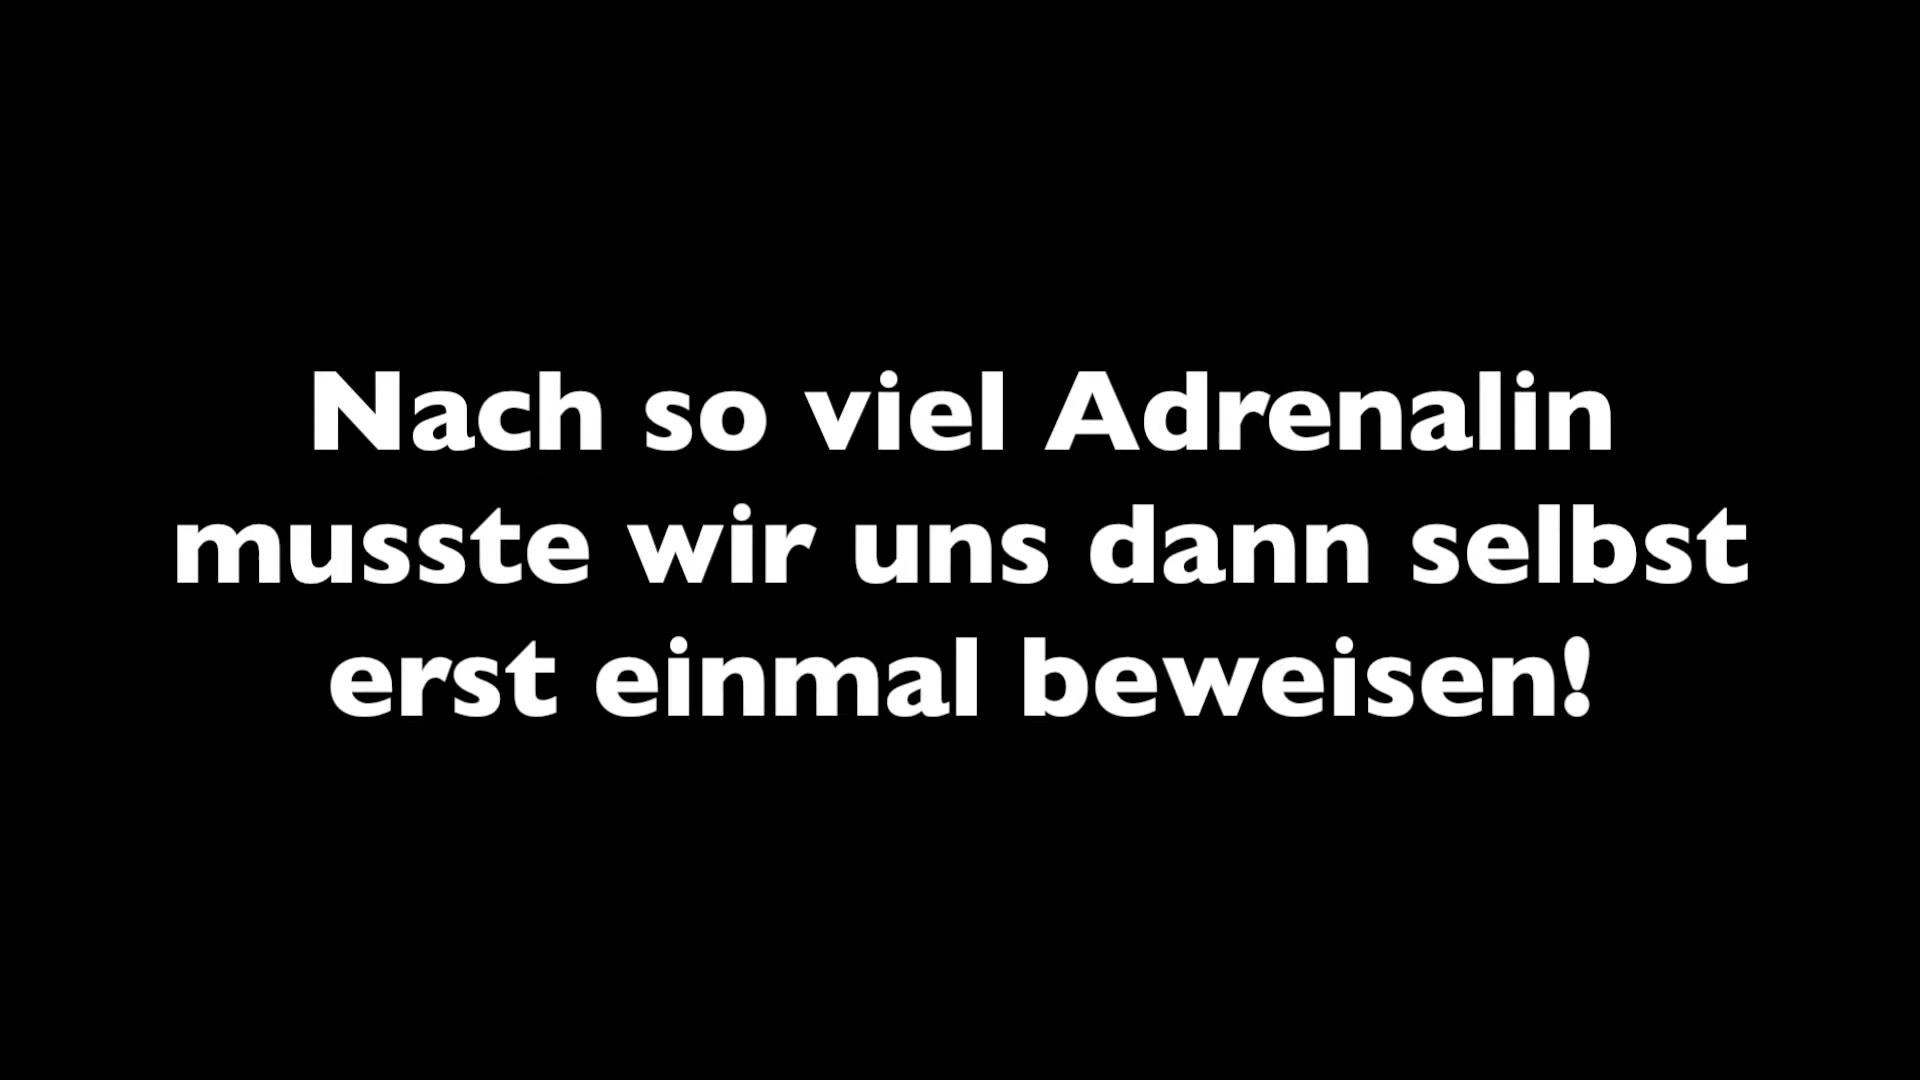 Nach so viel Adrenalin
musste wir uns dann selbst
erst einmal beweisen!